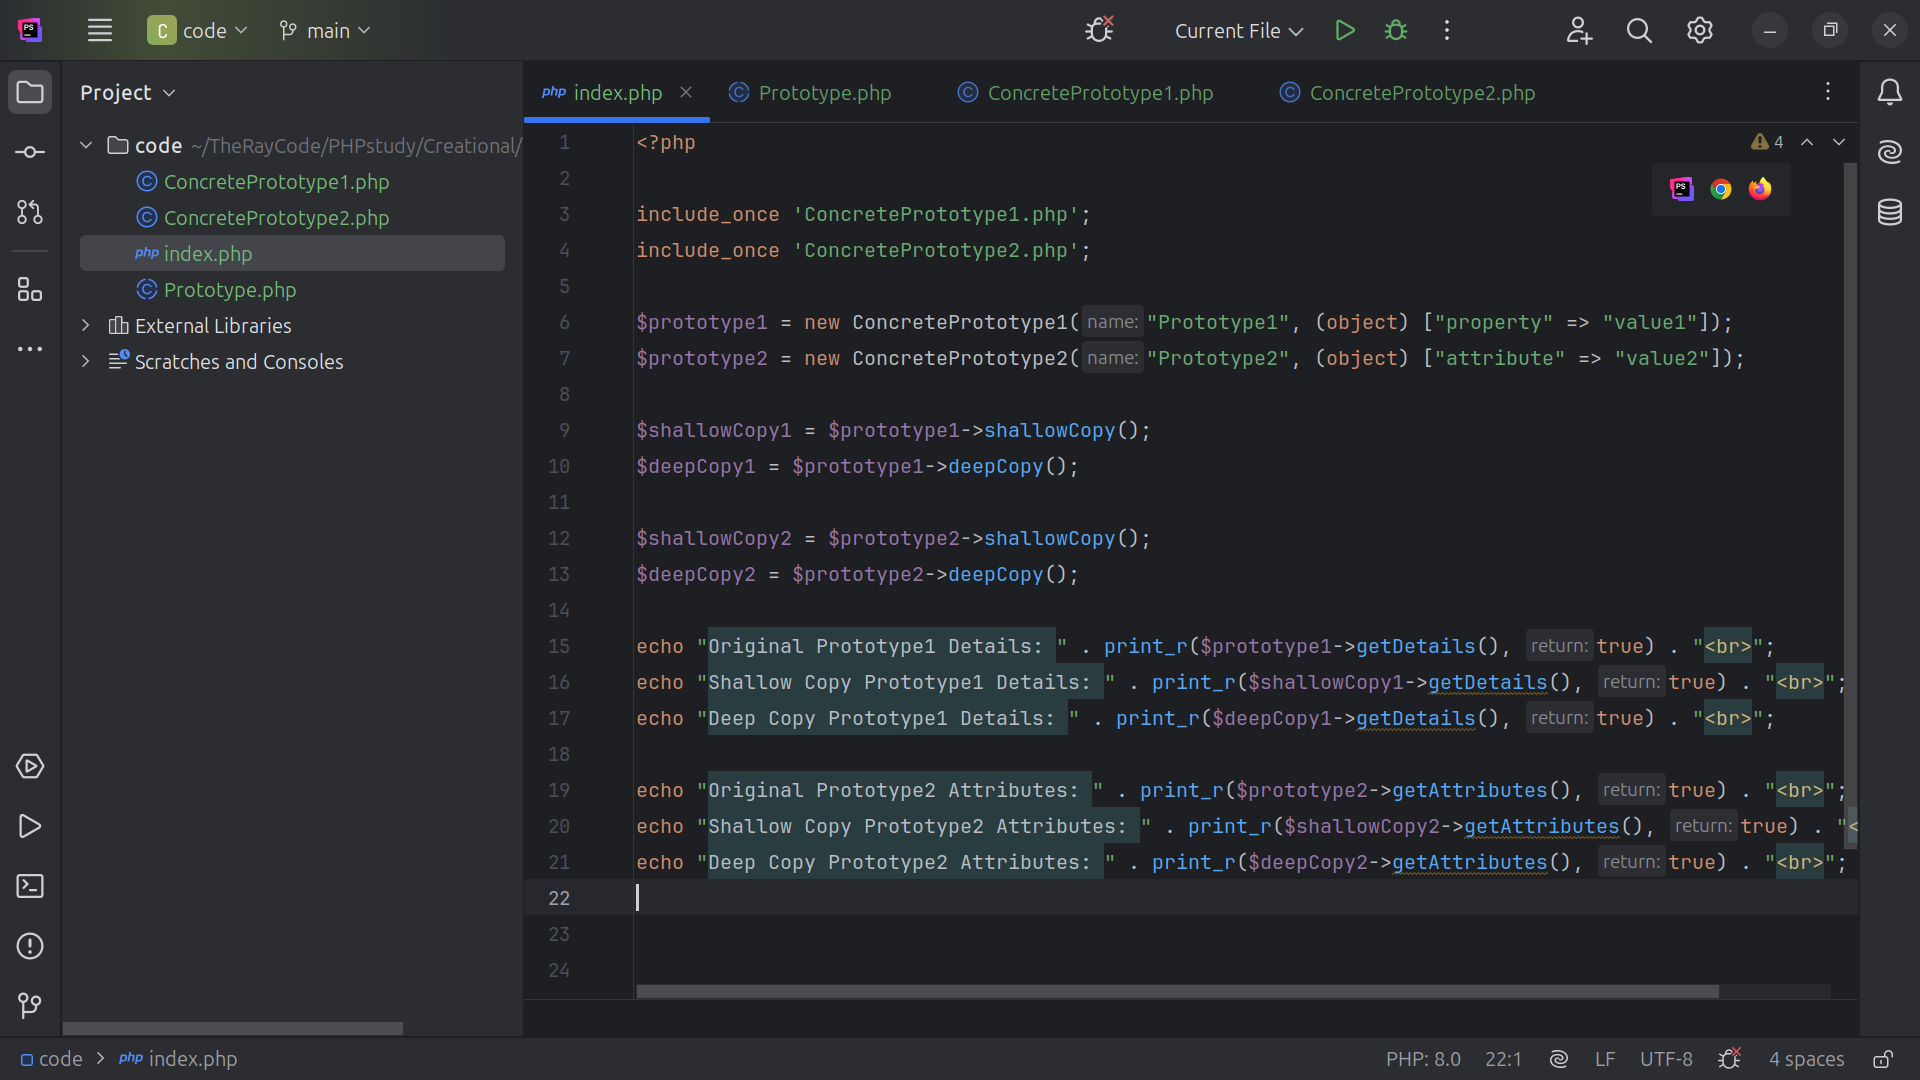 PS
C code main
Current File
Project
code ~/TheRayCode/PHPstudy/Creational/
ConcretePrototype1.php
ConcretePrototype2.php
php index.php
Prototype.php
External Libraries
Scratches and Consoles
php index.php
Prototype.php
ConcretePrototype1.php
ConcretePrototype2.php
4
1 <?php
2
3 include_once 'ConcretePrototype1.php';
4 include_once 'ConcretePrototype2.php';
5
6 $prototype1 = new ConcretePrototype1( name: "Prototype1", (object) ["property" => "value1"]);
7 $prototype2 = new ConcretePrototype2( name: "Prototype2", (object) ["attribute" => "value2"]);
8
9 $shallowCopy1 = $prototype1->shallowCopy();
10 $deepCopy1 = $prototype1->deepCopy();
11
12 $shallowCopy2 = $prototype2->shallowCopy();
13 $deepCopy2 = $prototype2->deepCopy();
14
15 echo "Original Prototype1 Details: " . print_r($prototype1->getDetails(), return: true) . "<br>";
16 echo "Shallow Copy Prototype1 Details: " . print_r($shallowCopy1->getDetails(), return: true) . "<br>";
17 echo "Deep Copy Prototype1 Details: " . print_r($deepCopy1->getDetails(), return: true) . "<br>";
18
19 echo "Original Prototype2 Attributes: " . print_r($prototype2->getAttributes(), return: true) . "<br>";
20 echo "Shallow Copy Prototype2 Attributes: " . print_r($shallowCopy2->getAttributes(), return: true) . "<
21 echo "Deep Copy Prototype2 Attributes: " . print_r($deepCopy2->getAttributes(), return: true) . "<br>";
22
23
24
code > php index.php
PHP: 8.0 22:1 LF UTF-8 4 spaces